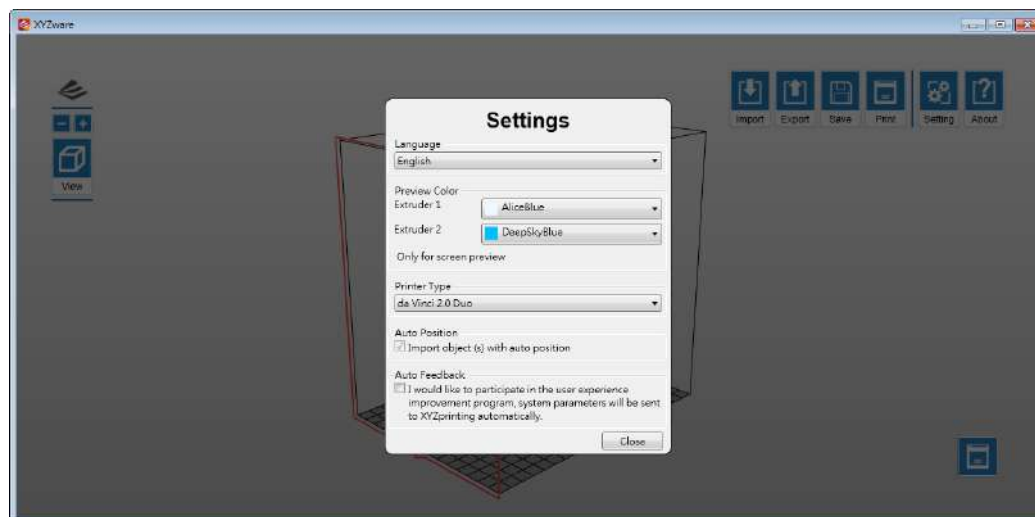 XYZware
Import Export Save Print Setting About
View
Settings
Language
English
Preview Color
Extruder 1 AliceBlue
Extruder 2 DeepSkyBlue
Only for screen preview
Printer Type
da Vinci 2.0 Duo
Auto Position
Import object (s) with auto position
Auto Feedback
I would like to participate in the user experience
improvement program, system parameters will be sent
to XYZprinting automatically.
Close